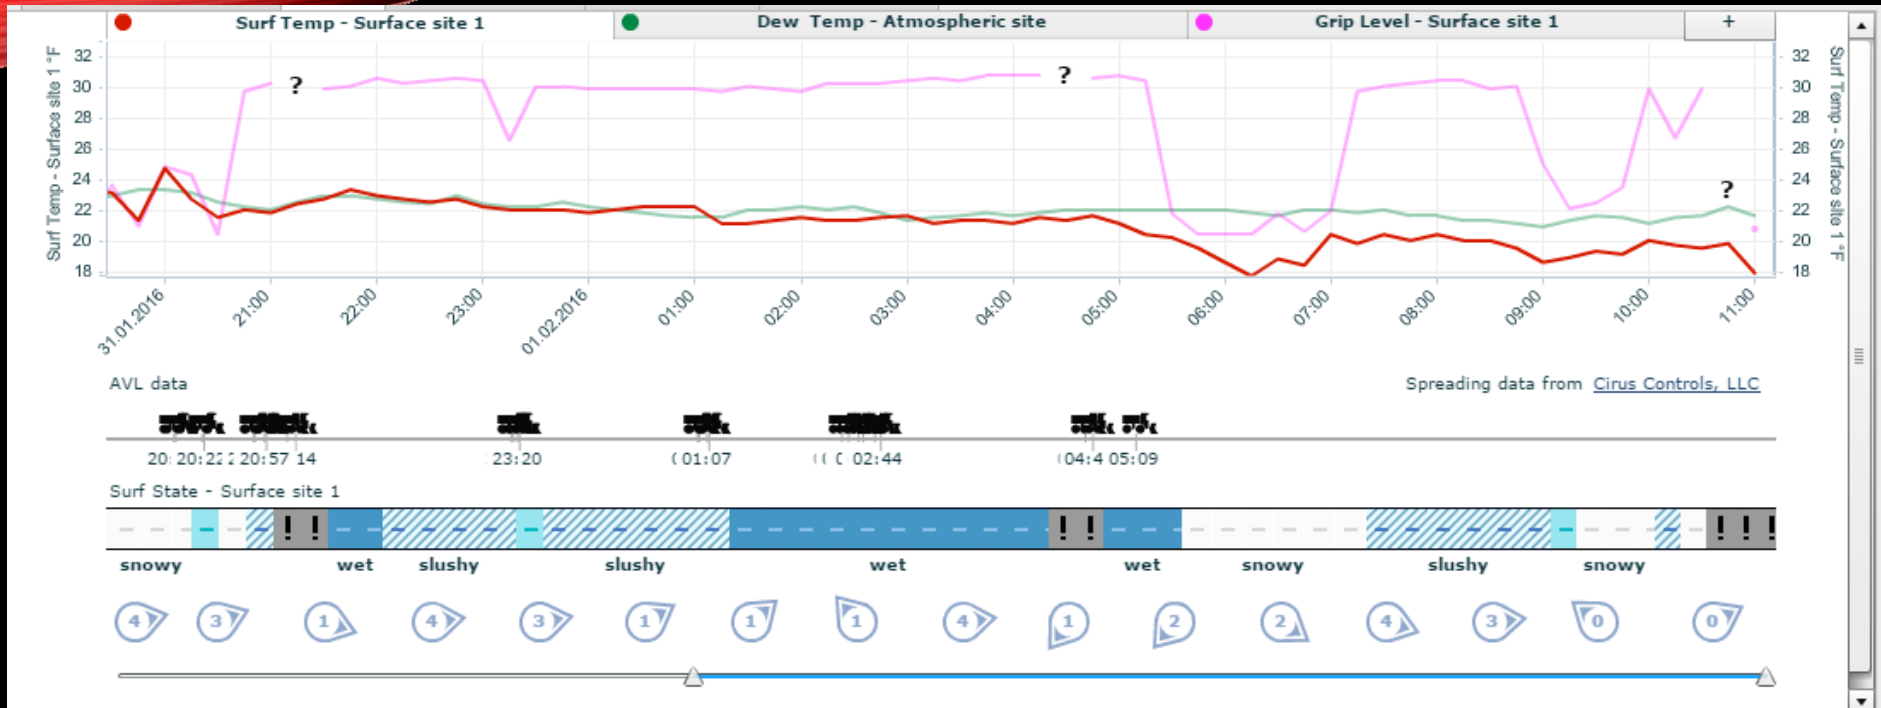 Surf Temp - Surface site 1
Dew Temp - Atmospheric site
Grip Level - Surface site 1
+
Surf Temp - Surface site 1 °F
32
30
28
26
24
22
20
18
?
?
?
32
30
28
26
24
22
20
18
Surf Temp - Surface site 1 °F
31.01.2016
21:00
22:00
23:00
01.02.2016
01:00
02:00
03:00
04:00
05:00
06:00
07:00
08:00
09:00
10:00
11:00
AVL data
Spreading data from Cirus Controls, LLC
20: 20:22 20:57 14
23:20
01:07
02:44
04:4 05:09
Surf State - Surface site 1
! !
! !
! ! !
snowy
wet
slushy
slushy
wet
wet
snowy
slushy
snowy
4 3 1 4 3 1 1 1 4 1 2 2 4 3 0 0